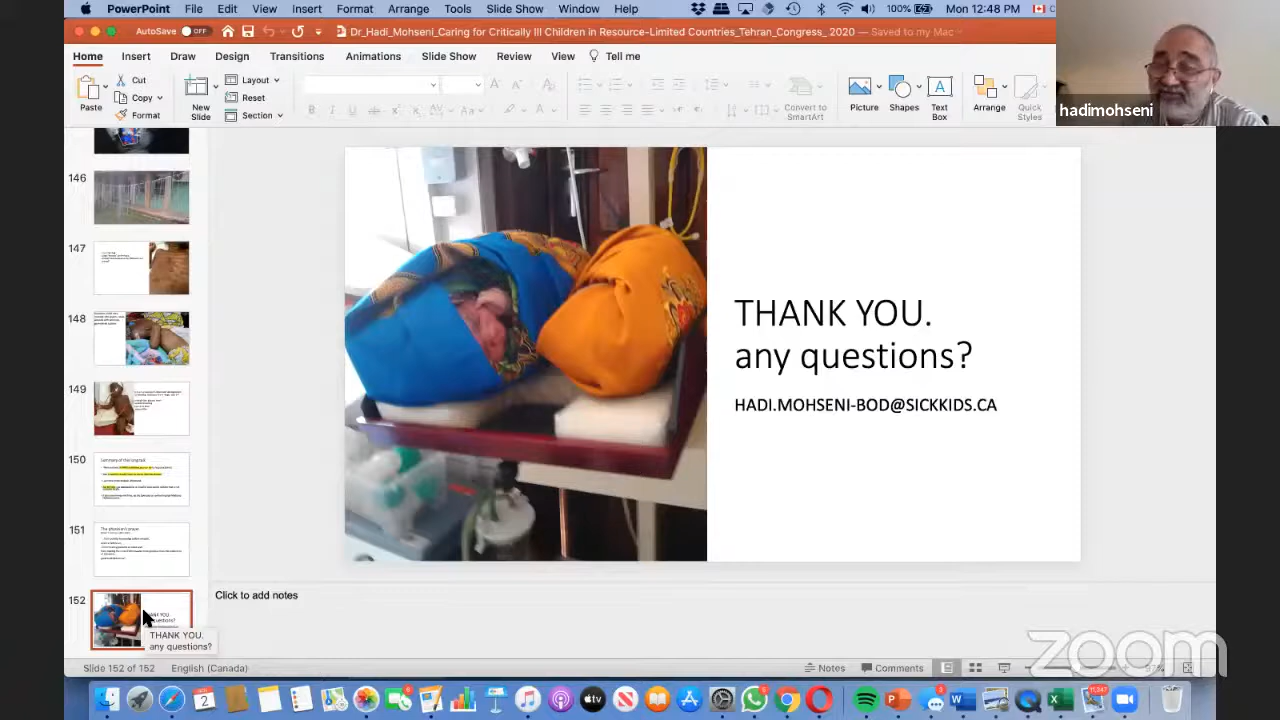 PowerPoint File Edit View Insert Format Arrange Tools Slide Show Window Help 100% Mon 12:48 PM
AutoSave OFF Dr_Hadi_Mohseni_Caring for Critically Ill Children in Resource-Limited Countries_Tehran_Congress_ 2020 — Saved to my Mac
hadimohseni
Home Insert Draw Design Transitions Animations Slide Show Review View Tell me
Paste
Cut
Copy
Format
New Slide
Layout
Reset
Section
Convert to SmartArt
Picture
Shapes
Text Box
Arrange
Quick Styles
146
147
148
149
150
151
152
THANK YOU.
any questions?
THANK YOU.
any questions?
HADI.MOHSENI-BOD@SICKKIDS.CA
Click to add notes
Slide 152 of 152 English (Canada) Notes Comments
zoom